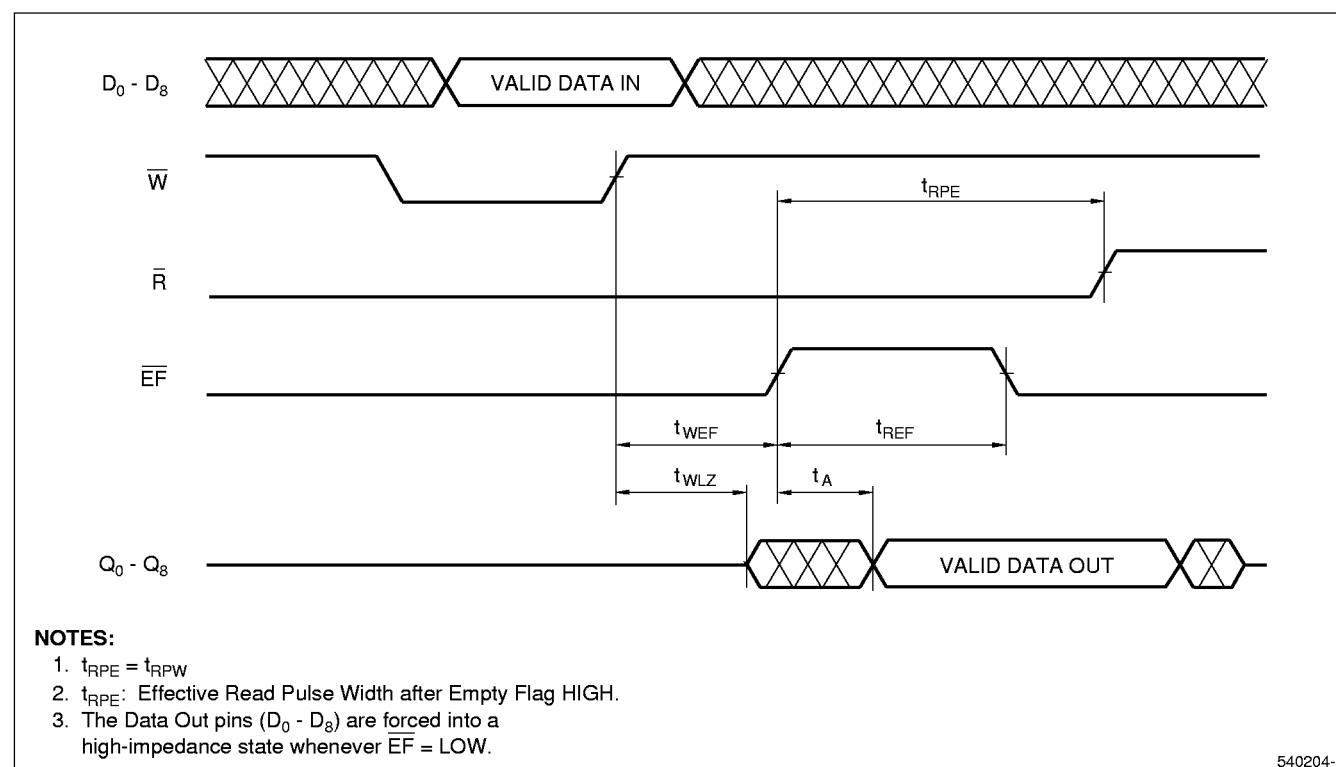 D0 - D8
VALID DATA IN
W̅
tRPE
R̅
E̅F̅
tWEF
tREF
tWLZ
tA
Q0 - Q8
VALID DATA OUT
NOTES:
1. tRPE = tRPW
2. tRPE: Effective Read Pulse Width after Empty Flag HIGH.
3. The Data Out pins (D0 - D8) are forced into a
high-impedance state whenever E̅F̅ = LOW.
540204-